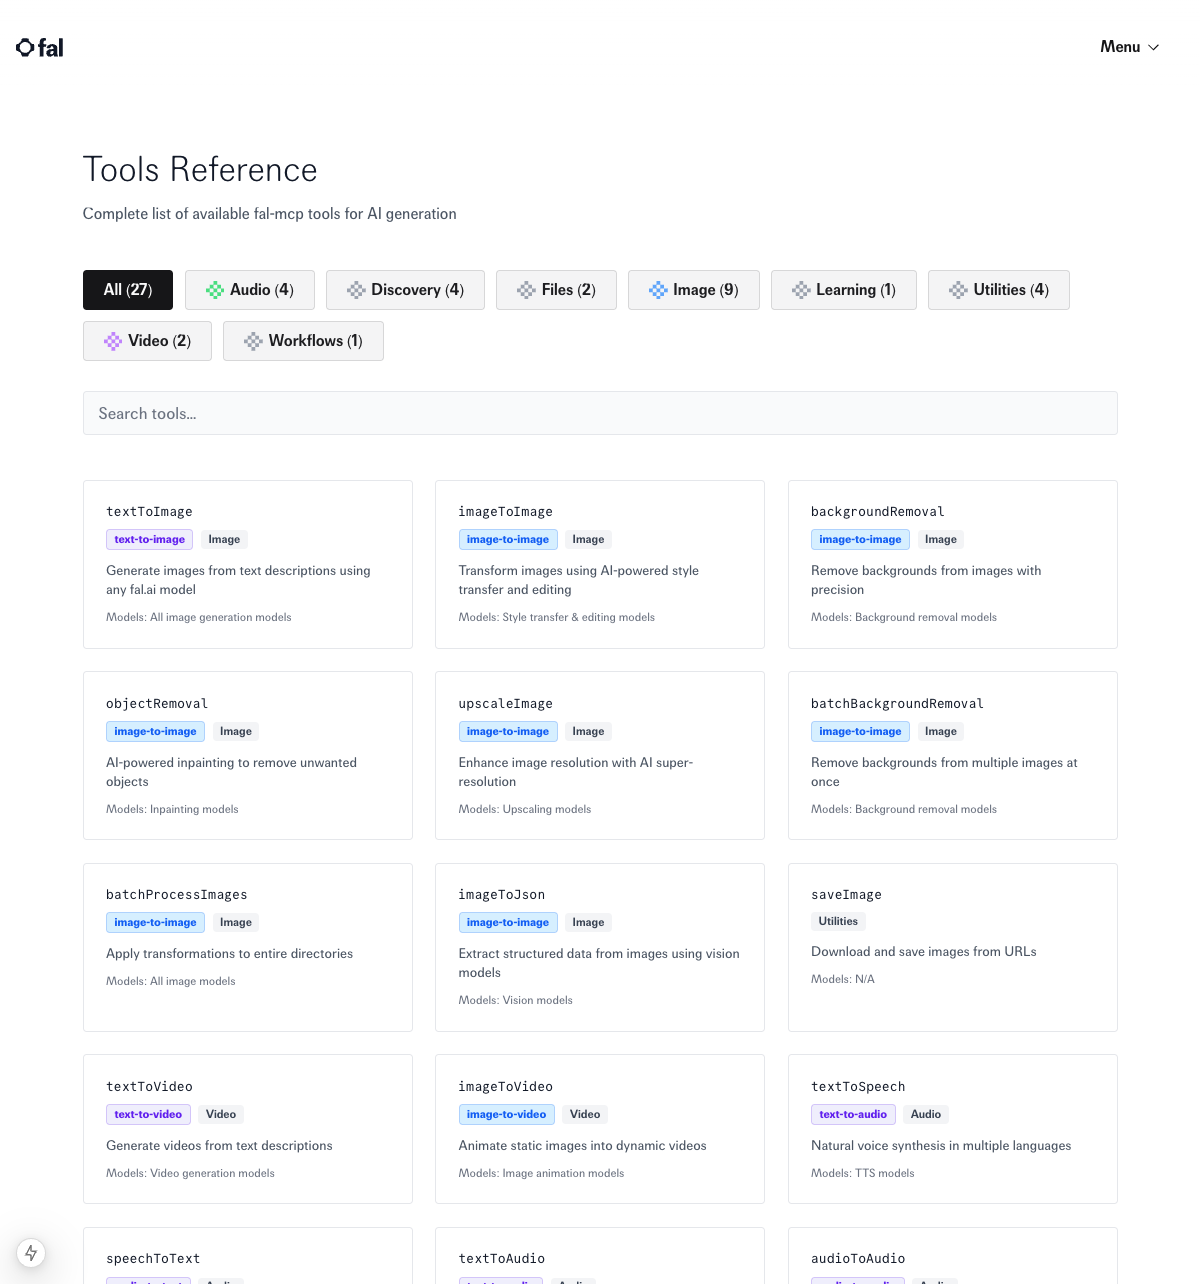 fal
Menu
Tools Reference
Complete list of available fal-mcp tools for AI generation
All (27)
Audio (4)
Discovery (4)
Files (2)
Image (9)
Learning (1)
Utilities (4)
Video (2)
Workflows (1)
Search tools...
textToImage
text-to-image Image
Generate images from text descriptions using
any fal.ai model
Models: All image generation models
imageToImage
image-to-image Image
Transform images using AI-powered style
transfer and editing
Models: Style transfer & editing models
backgroundRemoval
image-to-image Image
Remove backgrounds from images with
precision
Models: Background removal models
objectRemoval
image-to-image Image
AI-powered inpainting to remove unwanted
objects
Models: Inpainting models
upscaleImage
image-to-image Image
Enhance image resolution with AI super-
resolution
Models: Upscaling models
batchBackgroundRemoval
image-to-image Image
Remove backgrounds from multiple images at
once
Models: Background removal models
batchProcessImages
image-to-image Image
Apply transformations to entire directories
Models: All image models
imageToJson
image-to-image Image
Extract structured data from images using vision
models
Models: Vision models
saveImage
Utilities
Download and save images from URLs
Models: N/A
textToVideo
text-to-video Video
Generate videos from text descriptions
Models: Video generation models
imageToVideo
image-to-video Video
Animate static images into dynamic videos
Models: Image animation models
textToSpeech
text-to-audio Audio
Natural voice synthesis in multiple languages
Models: TTS models
speechToText
textToAudio
audioToAudio